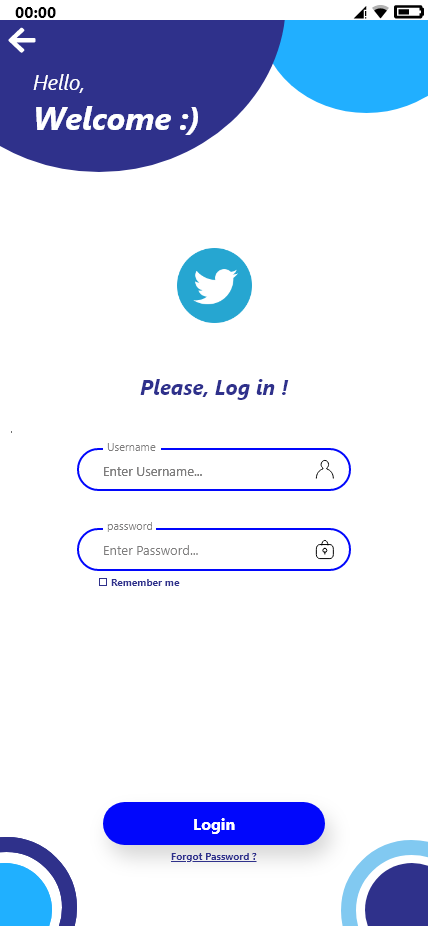 00:00
Hello,
Welcome :)
Please, Log in !
Username
Enter Username...
password
Enter Password...
Remember me
Login
Forgot Password ?